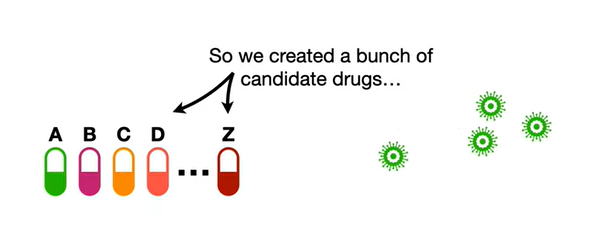 So we created a bunch of
candidate drugs...
A B C D ... Z